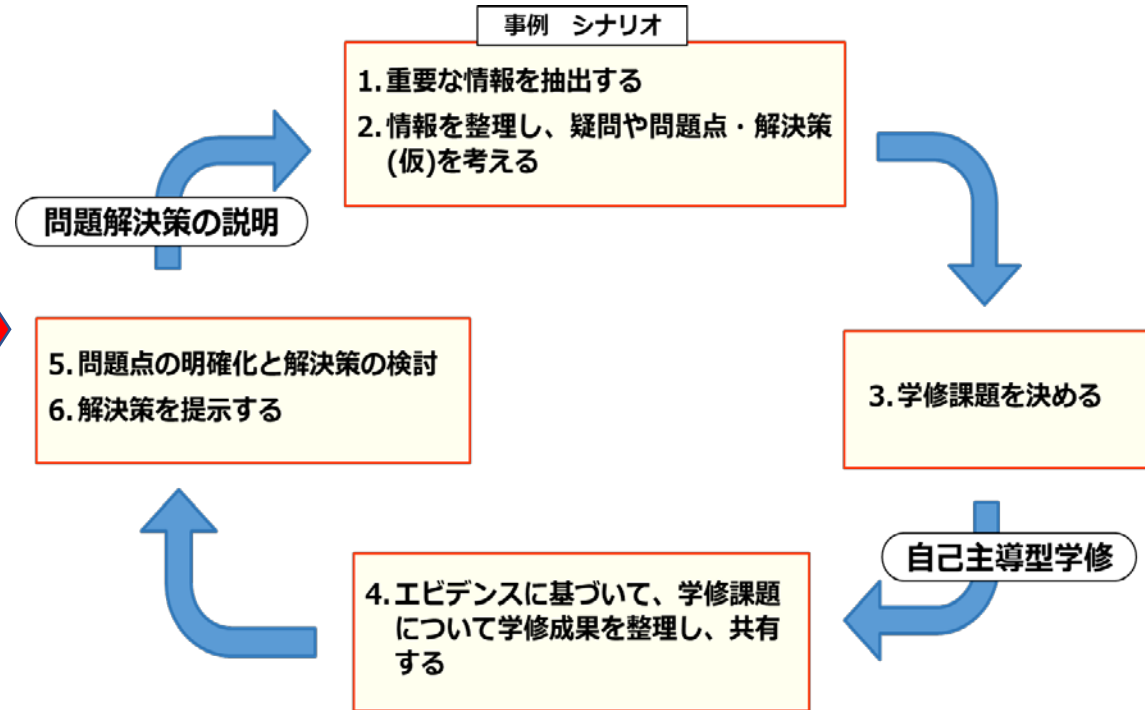 事例　シナリオ
1. 重要な情報を抽出する
2. 情報を整理し、疑問や問題点・解決策
(仮)を考える
3. 学修課題を決める
自己主導型学修
4. エビデンスに基づいて、学修課題
について学修成果を整理し、共有
する
5. 問題点の明確化と解決策の検討
6. 解決策を提示する
問題解決策の説明